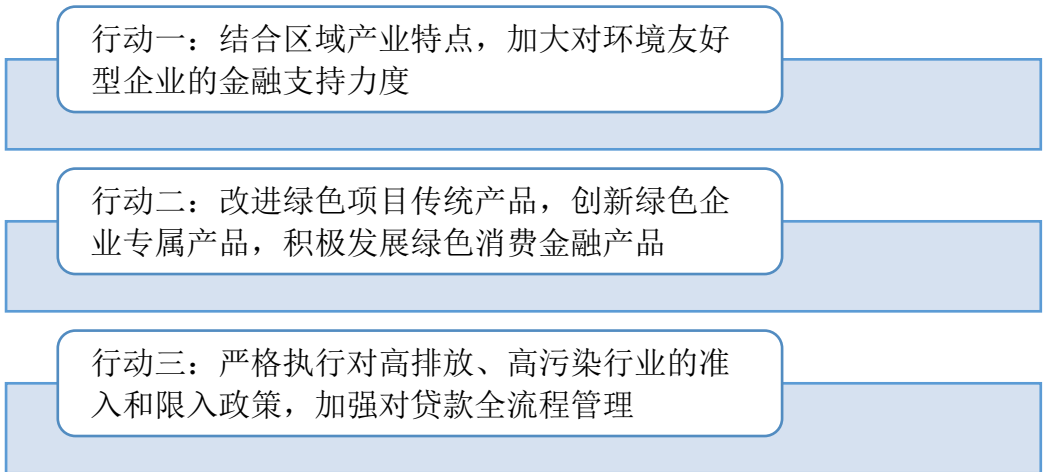 行动一：结合区域产业特点，加大对环境友好
型企业的金融支持力度
行动二：改进绿色项目传统产品，创新绿色企
业专属产品，积极发展绿色消费金融产品
行动三：严格执行对高排放、高污染行业的准
入和限入政策，加强对贷款全流程管理